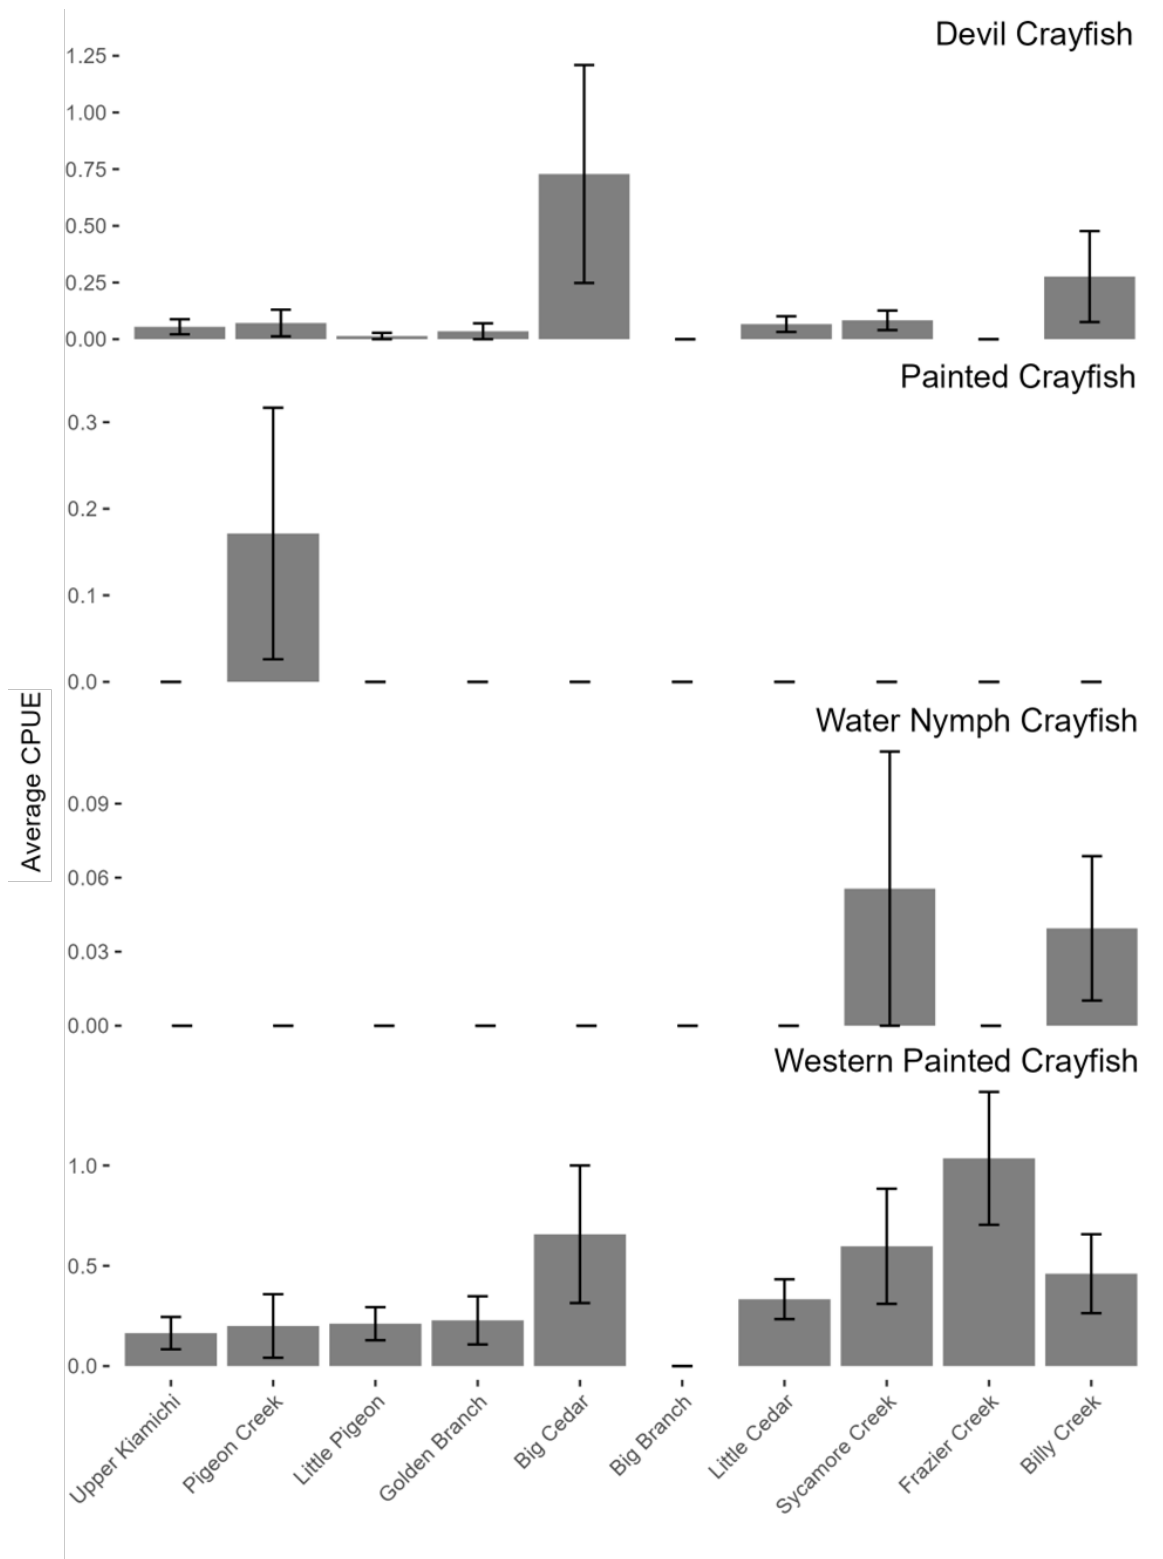 Devil Crayfish
1.25
1.00
0.75
0.50
0.25
0.00
Painted Crayfish
0.3
0.2
0.1
0.0
Average CPUE
Water Nymph Crayfish
0.09
0.06
0.03
0.00
Western Painted Crayfish
1.0
0.5
0.0
Upper Kiamichi
Pigeon Creek
Little Pigeon
Golden Branch
Big Cedar
Big Branch
Little Cedar
Sycamore Creek
Frazier Creek
Billy Creek